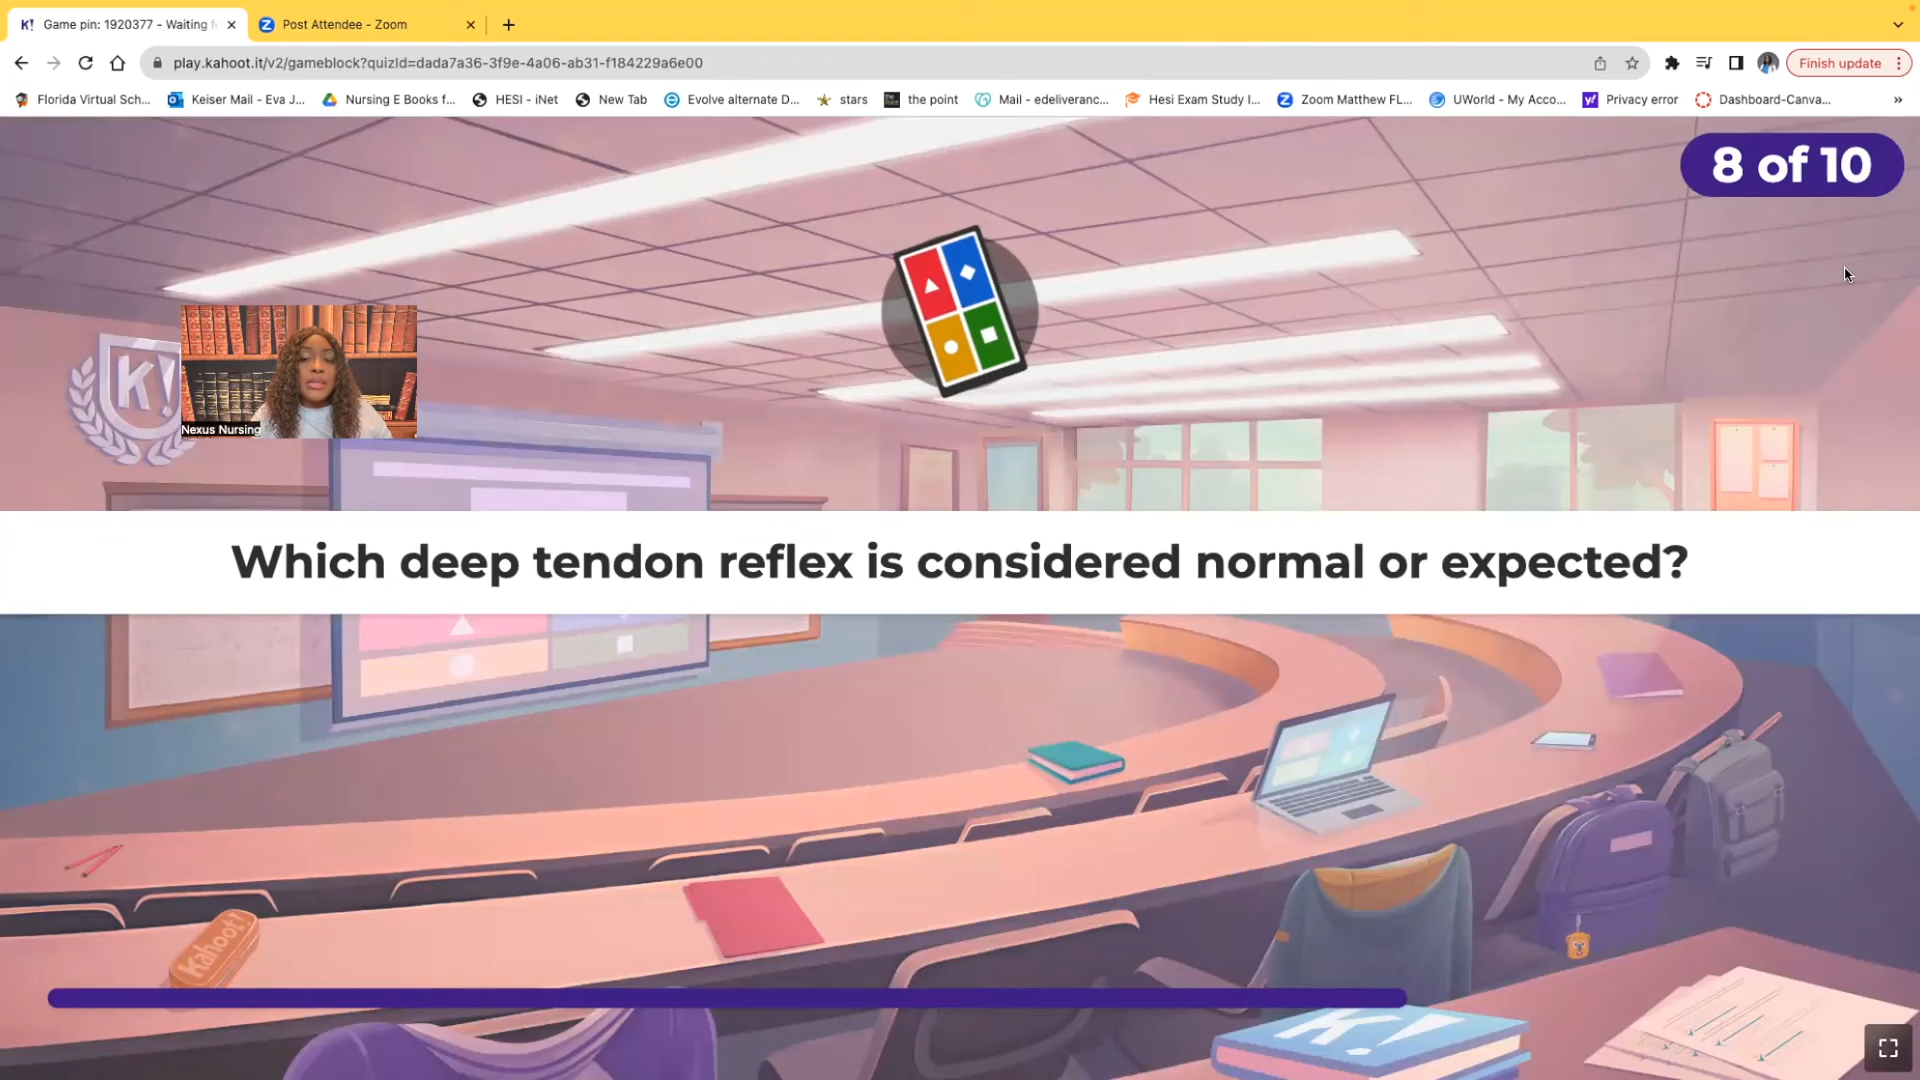 Game pin: 1920377 - Waiting f
Post Attendee - Zoom
play.kahoot.it/v2/gameblock?quizId=dada7a36-3f9e-4a06-ab31-f184229a6e00
Finish update
Florida Virtual Sch...
Keiser Mail - Eva J...
Nursing E Books f...
HESI - iNet
New Tab
Evolve alternate D...
stars
the point
Mail - edeliveranc...
Hesi Exam Study I...
Zoom Matthew FL...
UWorld - My Acco...
Privacy error
Dashboard-Canva...
8 of 10
K!
Nexus Nursing
Which deep tendon reflex is considered normal or expected?
Kahoot!
K!